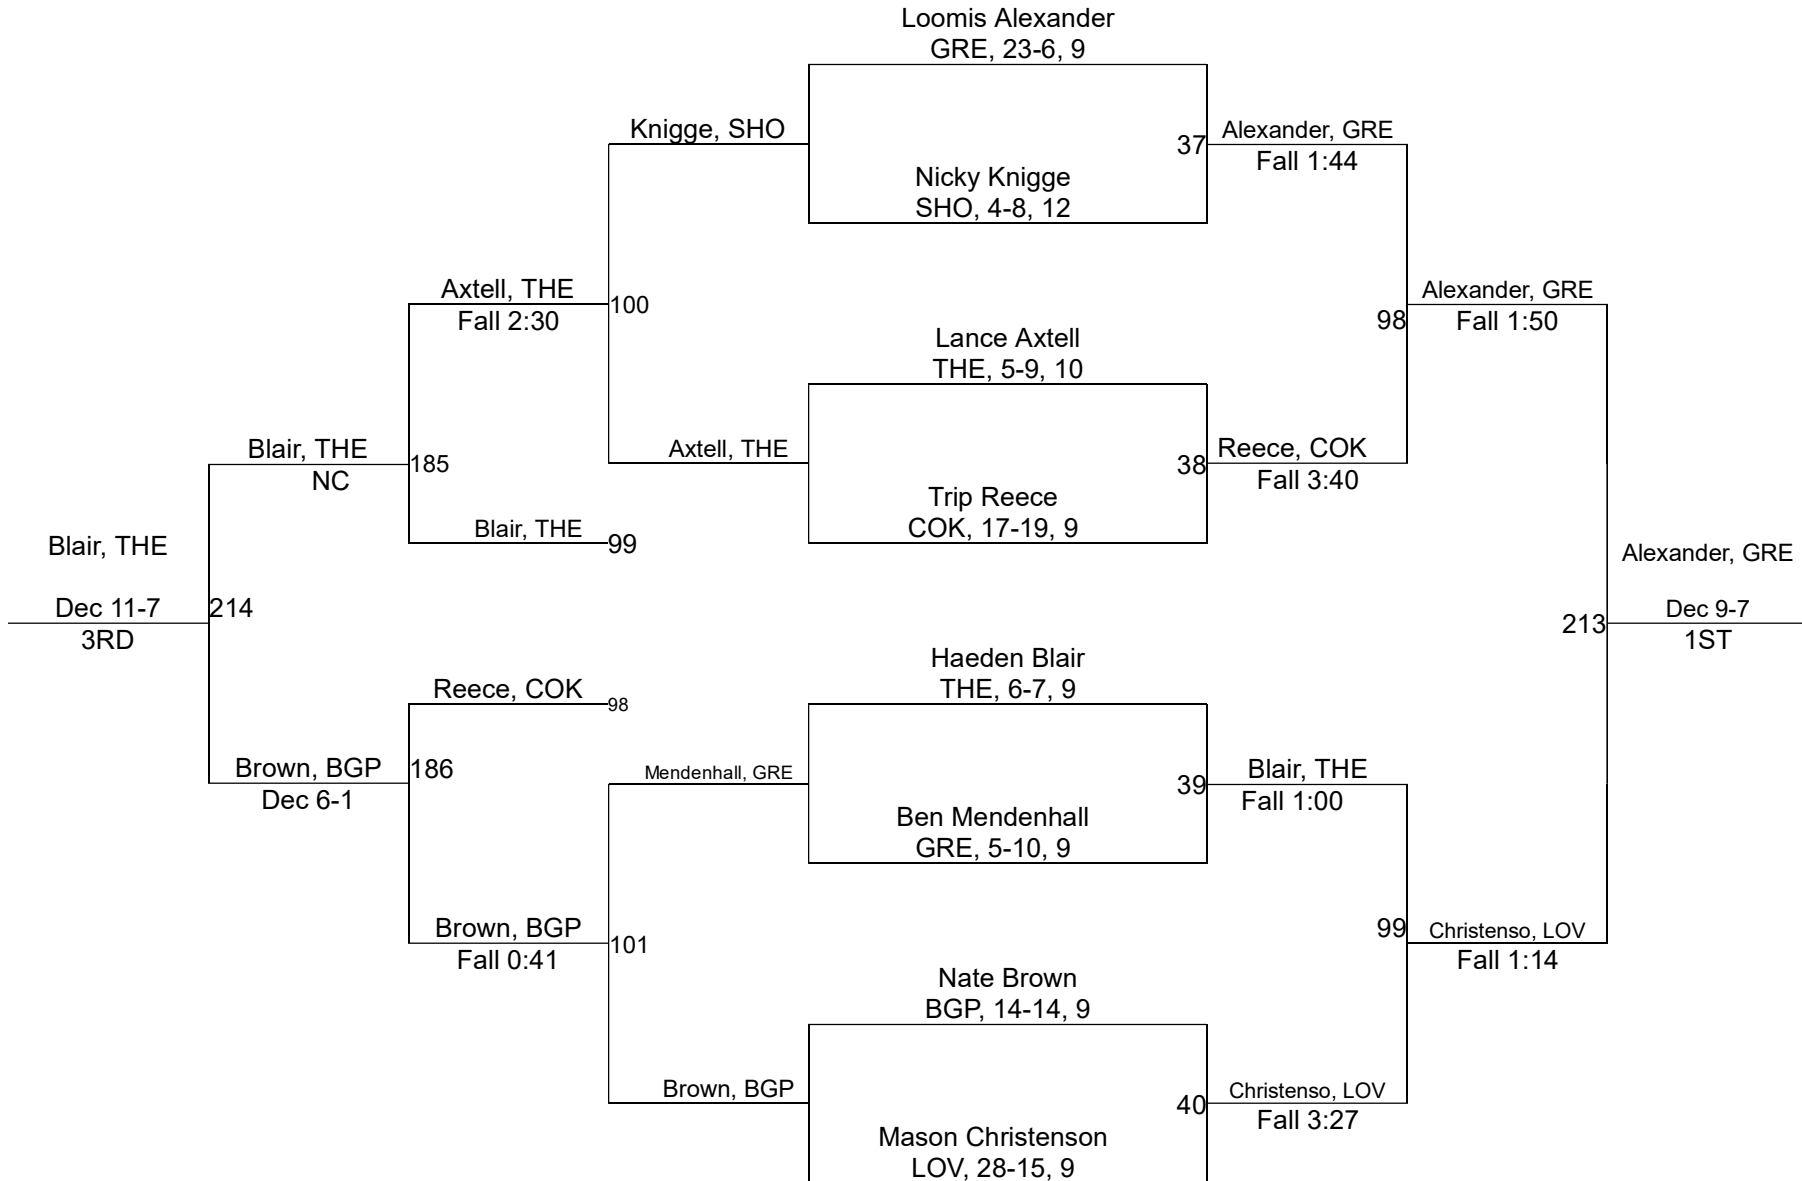 Loomis Alexander
GRE, 23-6, 9
Knigge, SHO
37
Alexander, GRE
Fall 1:44
Nicky Knigge
SHO, 4-8, 12
Axtell, THE
Fall 2:30
100
Alexander, GRE
Fall 1:50
98
Lance Axtell
THE, 5-9, 10
Blair, THE
NC
185
Axtell, THE
38
Reece, COK
Fall 3:40
Trip Reece
COK, 17-19, 9
Blair, THE
99
Blair, THE
Dec 11-7
3RD
214
Alexander, GRE
Dec 9-7
1ST
213
Haeden Blair
THE, 6-7, 9
Reece, COK
98
Brown, BGP
Dec 6-1
186
Mendenhall, GRE
39
Blair, THE
Fall 1:00
Ben Mendenhall
GRE, 5-10, 9
Brown, BGP
Fall 0:41
101
99
Christenso, LOV
Fall 1:14
Nate Brown
BGP, 14-14, 9
Brown, BGP
40
Christenso, LOV
Fall 3:27
Mason Christenson
LOV, 28-15, 9